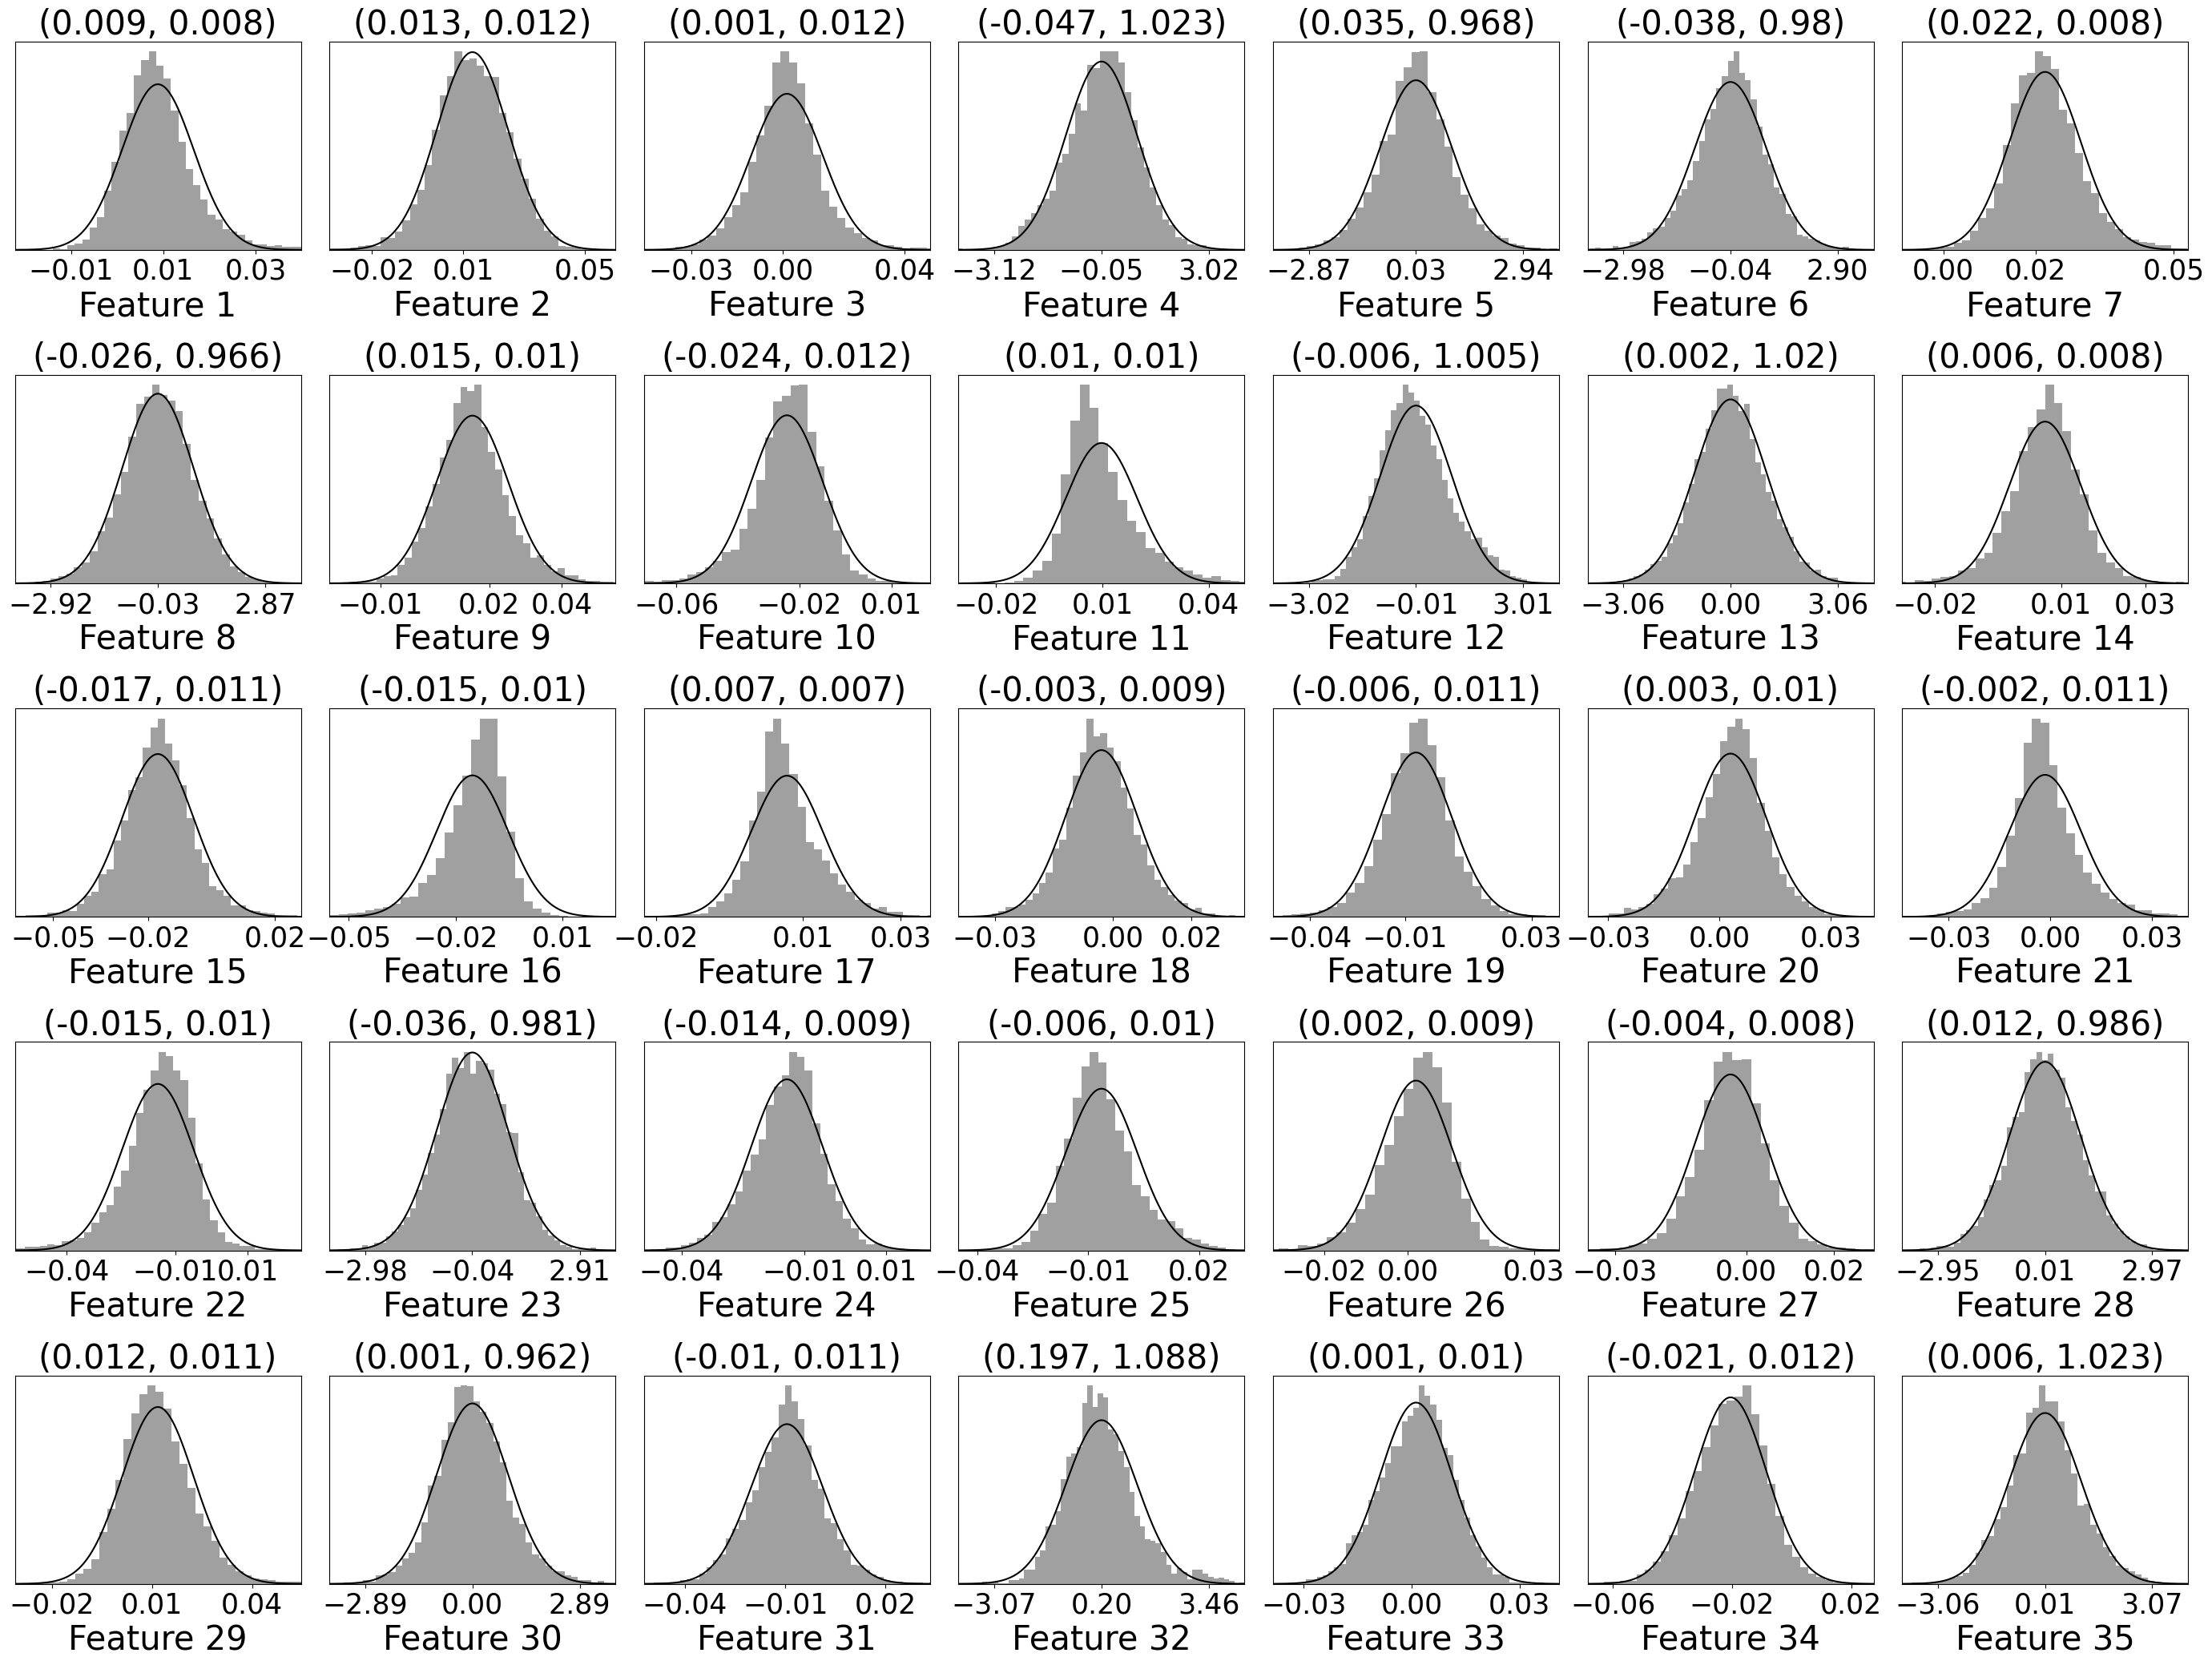 (0.009, 0.008) (0.013, 0.012) (0.001, 0.012) (-0.047, 1.023) (0.035, 0.968) (-0.038, 0.98) (0.022, 0.008)
−0.01 0.01 0.03 −0.02 0.01 0.05 −0.03 0.00 0.04 −3.12 −0.05 3.02 −2.87 0.03 2.94 −2.98 −0.04 2.90 0.00 0.02 0.05
Feature 1 Feature 2 Feature 3 Feature 4 Feature 5 Feature 6 Feature 7
(-0.026, 0.966) (0.015, 0.01) (-0.024, 0.012) (0.01, 0.01) (-0.006, 1.005) (0.002, 1.02) (0.006, 0.008)
−2.92 −0.03 2.87 −0.01 0.02 0.04 −0.06 −0.02 0.01 −0.02 0.01 0.04 −3.02 −0.01 3.01 −3.06 0.00 3.06 −0.02 0.01 0.03
Feature 8 Feature 9 Feature 10 Feature 11 Feature 12 Feature 13 Feature 14
(-0.017, 0.011) (-0.015, 0.01) (0.007, 0.007) (-0.003, 0.009) (-0.006, 0.011) (0.003, 0.01) (-0.002, 0.011)
−0.05 −0.02 0.02 −0.05 −0.02 0.01 −0.02 0.01 0.03 −0.03 0.00 0.02 −0.04 −0.01 0.03 −0.03 0.00 0.03 −0.03 0.00 0.03
Feature 15 Feature 16 Feature 17 Feature 18 Feature 19 Feature 20 Feature 21
(-0.015, 0.01) (-0.036, 0.981) (-0.014, 0.009) (-0.006, 0.01) (0.002, 0.009) (-0.004, 0.008) (0.012, 0.986)
−0.04 −0.01 0.01 −2.98 −0.04 2.91 −0.04 −0.01 0.01 −0.04 −0.01 0.02 −0.02 0.00 0.03 −0.03 0.00 0.02 −2.95 0.01 2.97
Feature 22 Feature 23 Feature 24 Feature 25 Feature 26 Feature 27 Feature 28
(0.012, 0.011) (0.001, 0.962) (-0.01, 0.011) (0.197, 1.088) (0.001, 0.01) (-0.021, 0.012) (0.006, 1.023)
−0.02 0.01 0.04 −2.89 0.00 2.89 −0.04 −0.01 0.02 −3.07 0.20 3.46 −0.03 0.00 0.03 −0.06 −0.02 0.02 −3.06 0.01 3.07
Feature 29 Feature 30 Feature 31 Feature 32 Feature 33 Feature 34 Feature 35